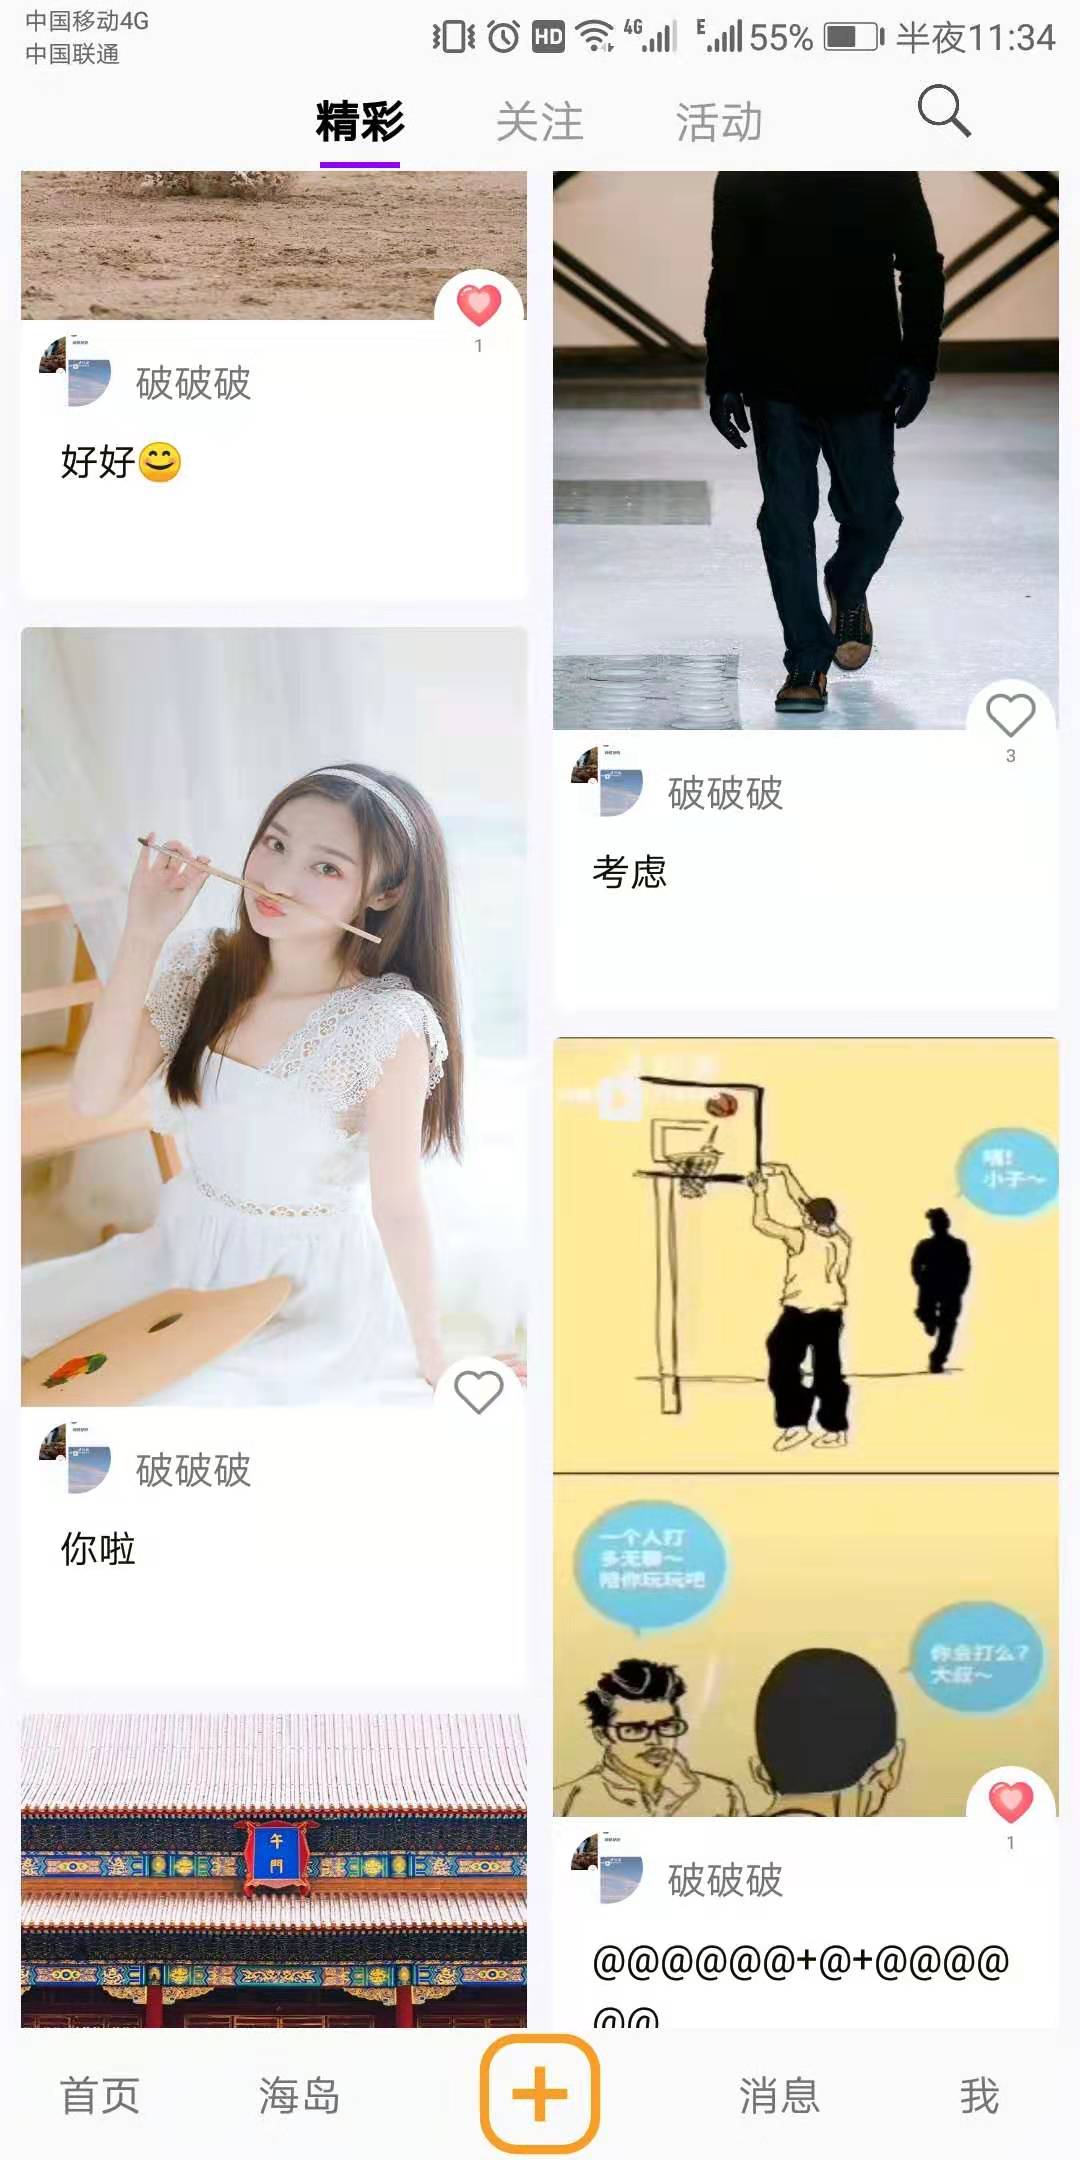 中国移动4G
中国联通
HD 4G E 55% 半夜11:34
精彩 关注 活动
1
破破破
好好😊
3
破破破
考虑
破破破
你啦
午門
嘿!
小子~
一个人打
多无聊~
陪你玩玩吧
你会打么?
大叔~
1
破破破
@@@@@@+@+@@@@
@@
首页 海岛 消息 我